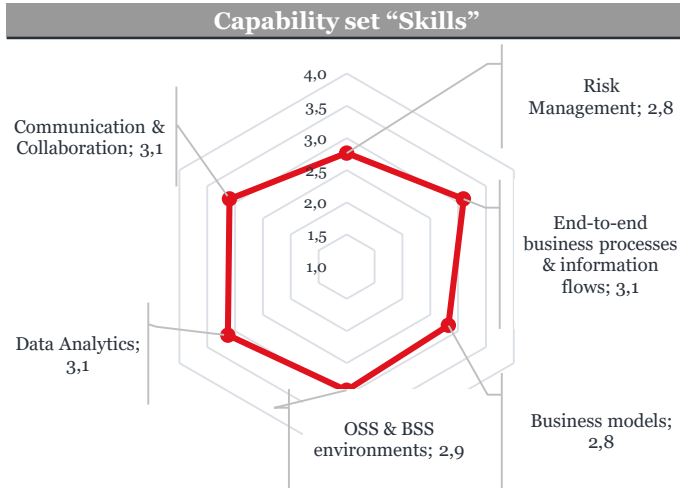 Capability set “Skills”
4,0
3,5
3,0
2,5
2,0
1,5
1,0
Risk
Management; 2,8
End-to-end
business processes
& information
flows; 3,1
Business models;
2,8
OSS & BSS
environments; 2,9
Data Analytics;
3,1
Communication &
Collaboration; 3,1